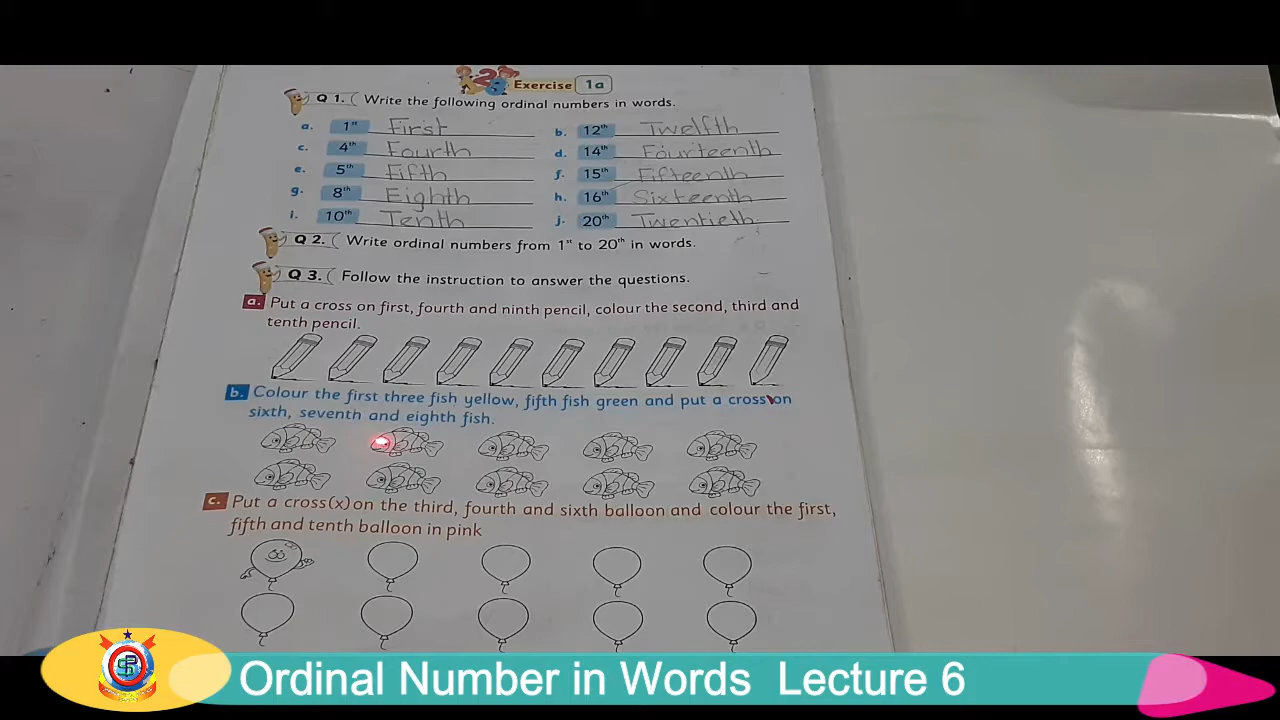 Exercise 1a
Q 1. Write the following ordinal numbers in words.
a. 1st First b. 12th Twelfth
c. 4th Fourth d. 14th Fourteenth
e. 5th Fifth f. 15th Fifteenth
g. 8th Eighth h. 16th Sixteenth
i. 10th Tenth j. 20th Twentieth
Q 2. Write ordinal numbers from 1st to 20th in words.
Q 3. Follow the instruction to answer the questions.
a. Put a cross on first, fourth and ninth pencil, colour the second, third and
tenth pencil.
b. Colour the first three fish yellow, fifth fish green and put a cross on
sixth, seventh and eighth fish.
c. Put a cross(x) on the third, fourth and sixth balloon and colour the first,
fifth and tenth balloon in pink
Ordinal Number in Words Lecture 6